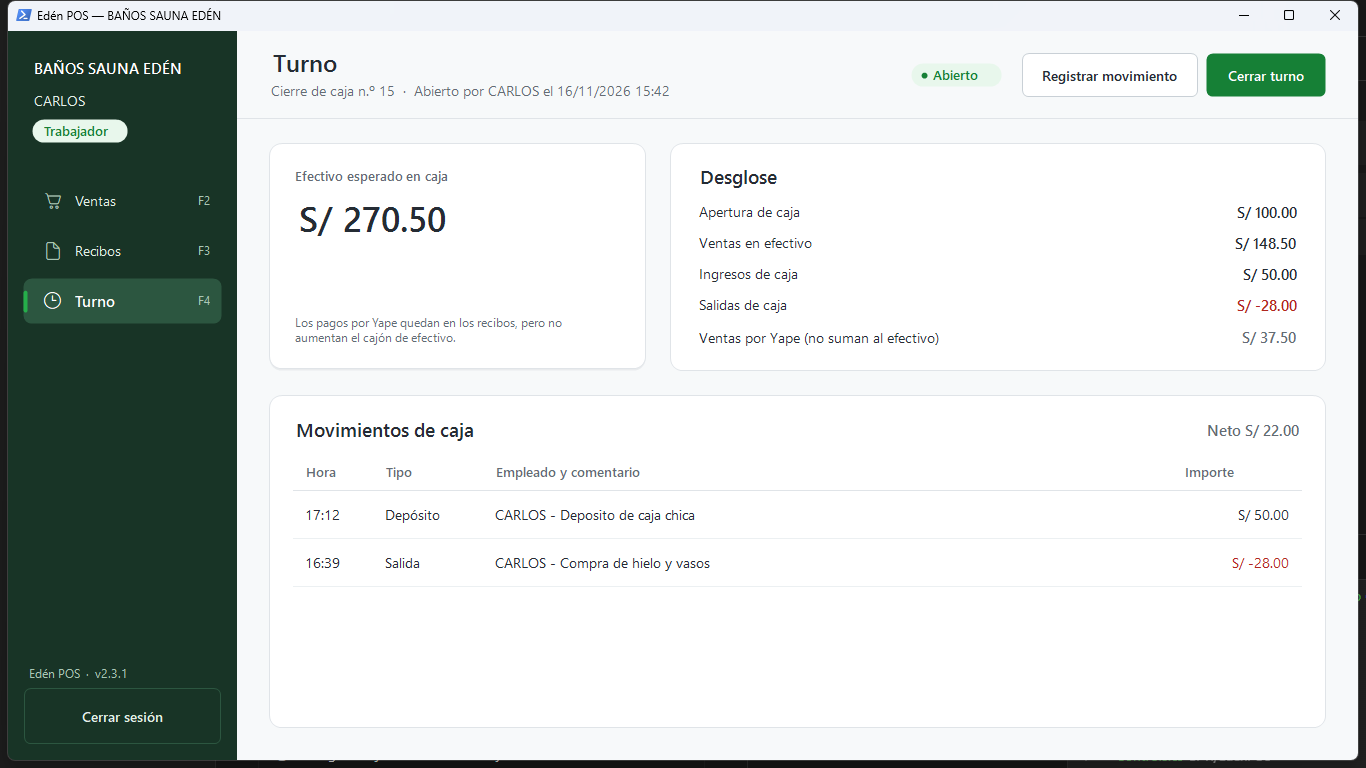 Edén POS — BAÑOS SAUNA EDÉN
BAÑOS SAUNA EDÉN
CARLOS
Trabajador
Ventas F2
Recibos F3
Turno F4
Edén POS · v2.3.1
Cerrar sesión
Turno
Cierre de caja n.º 15 · Abierto por CARLOS el 16/11/2026 15:42
Abierto
Registrar movimiento
Cerrar turno
Efectivo esperado en caja
S/ 270.50
Los pagos por Yape quedan en los recibos, pero no
aumentan el cajón de efectivo.
Desglose
Apertura de caja S/ 100.00
Ventas en efectivo S/ 148.50
Ingresos de caja S/ 50.00
Salidas de caja S/ -28.00
Ventas por Yape (no suman al efectivo) S/ 37.50
Movimientos de caja Neto S/ 22.00
Hora Tipo Empleado y comentario Importe
17:12 Depósito CARLOS - Deposito de caja chica S/ 50.00
16:39 Salida CARLOS - Compra de hielo y vasos S/ -28.00